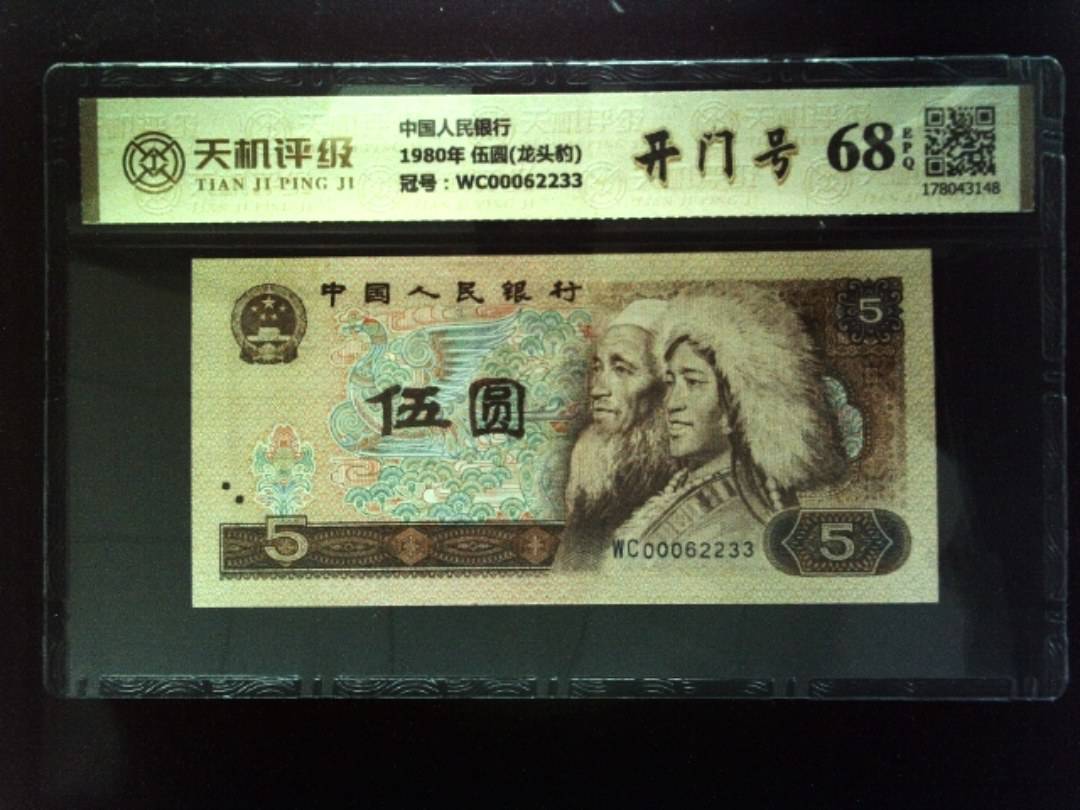 天机评级
TIAN JI PING JI
中国人民银行
1980年 伍圆(龙头豹)
冠号：WC00062233
开门号
68
EPQ
178043148
中国人民银行
5
伍圆
5
WC00062233
5